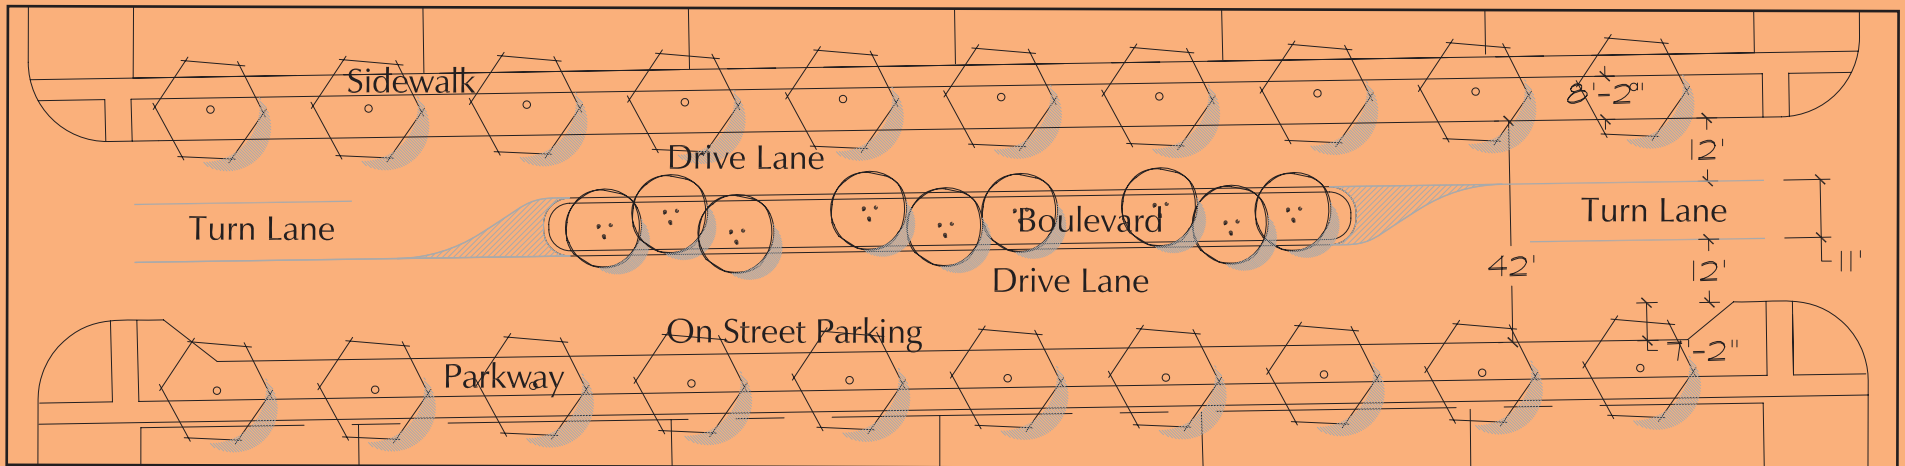 Sidewalk
8'-2"
Drive Lane
12'
Turn Lane
Boulevard
Turn Lane
42'
12'
11'
Drive Lane
On Street Parking
7'-2"
Parkway